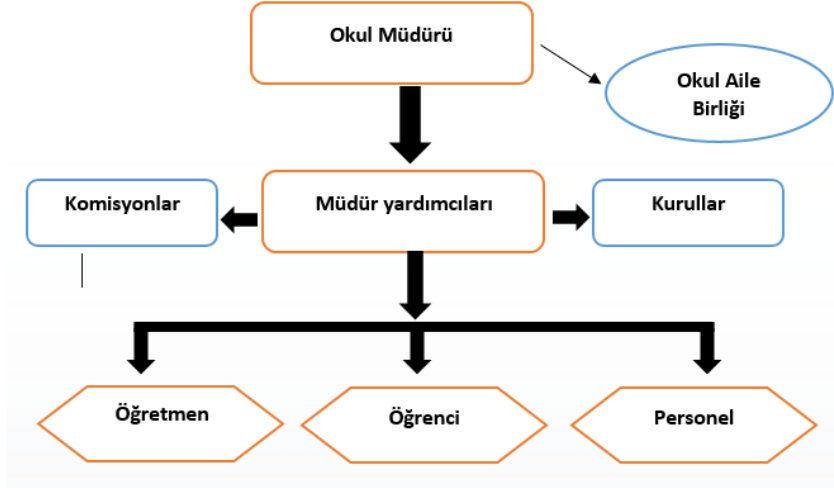 Okul Müdürü
Okul Aile
Birliği
Komisyonlar
Müdür yardımcıları
Kurullar
Öğretmen
Öğrenci
Personel